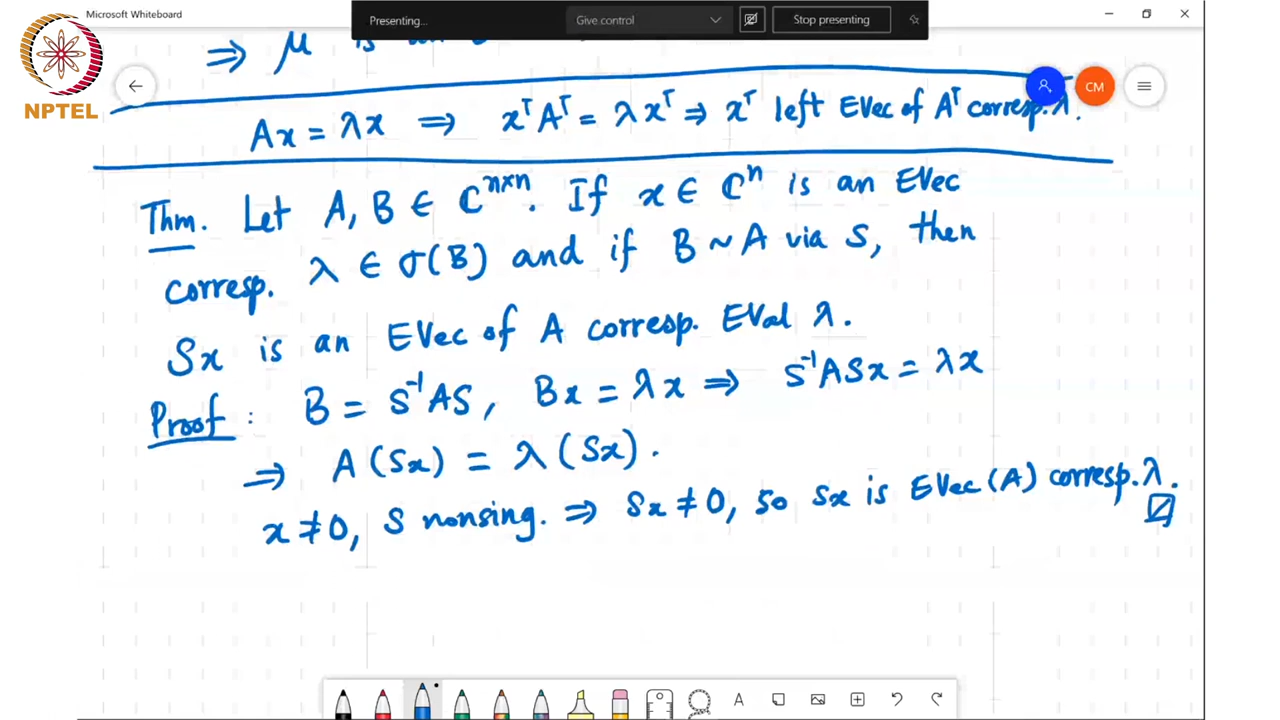 Microsoft Whiteboard
Presenting...
Give control
Stop presenting
NPTEL
CM
⇒ μ is an
Ax = λx ⇒ xᵀAᵀ = λxᵀ ⇒ xᵀ left EVec of Aᵀ corresp. λ.
Thm. Let A, B ∈ ℂⁿˣⁿ. If x ∈ ℂⁿ is an EVec
corresp. λ ∈ σ(B) and if B ~ A via S, then
Sx is an EVec of A corresp. EVal λ.
Proof : B = S⁻¹AS, Bx = λx ⇒ S⁻¹ASx = λx
⇒ A(Sx) = λ(Sx).
x ≠ 0, S nonsing. ⇒ Sx ≠ 0, so Sx is EVec(A) corresp. λ.